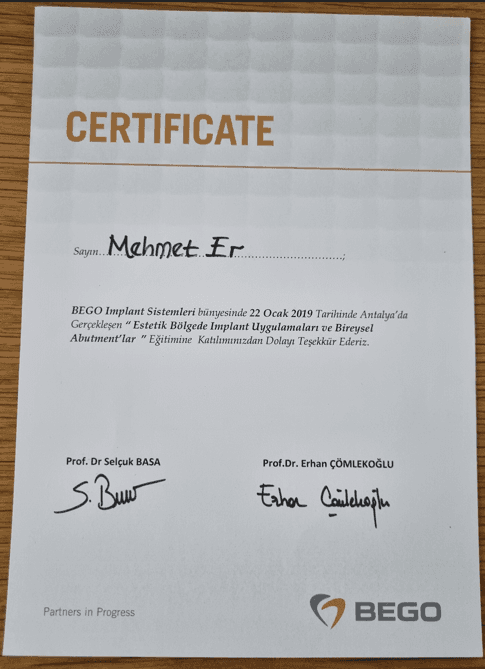 CERTIFICATE
Sayın....Mehmet Er..............................;
BEGO Implant Sistemleri bünyesinde 22 Ocak 2019 Tarihinde Antalya'da
Gerçekleşen " Estetik Bölgede Implant Uygulamaları ve Bireysel
Abutment'lar " Eğitimine Katılımınızdan Dolayı Teşekkür Ederiz.
Prof. Dr Selçuk BASA
Prof.Dr. Erhan ÇÖMLEKOĞLU
Erhan Çömlekoğlu
Partners in Progress
BEGO